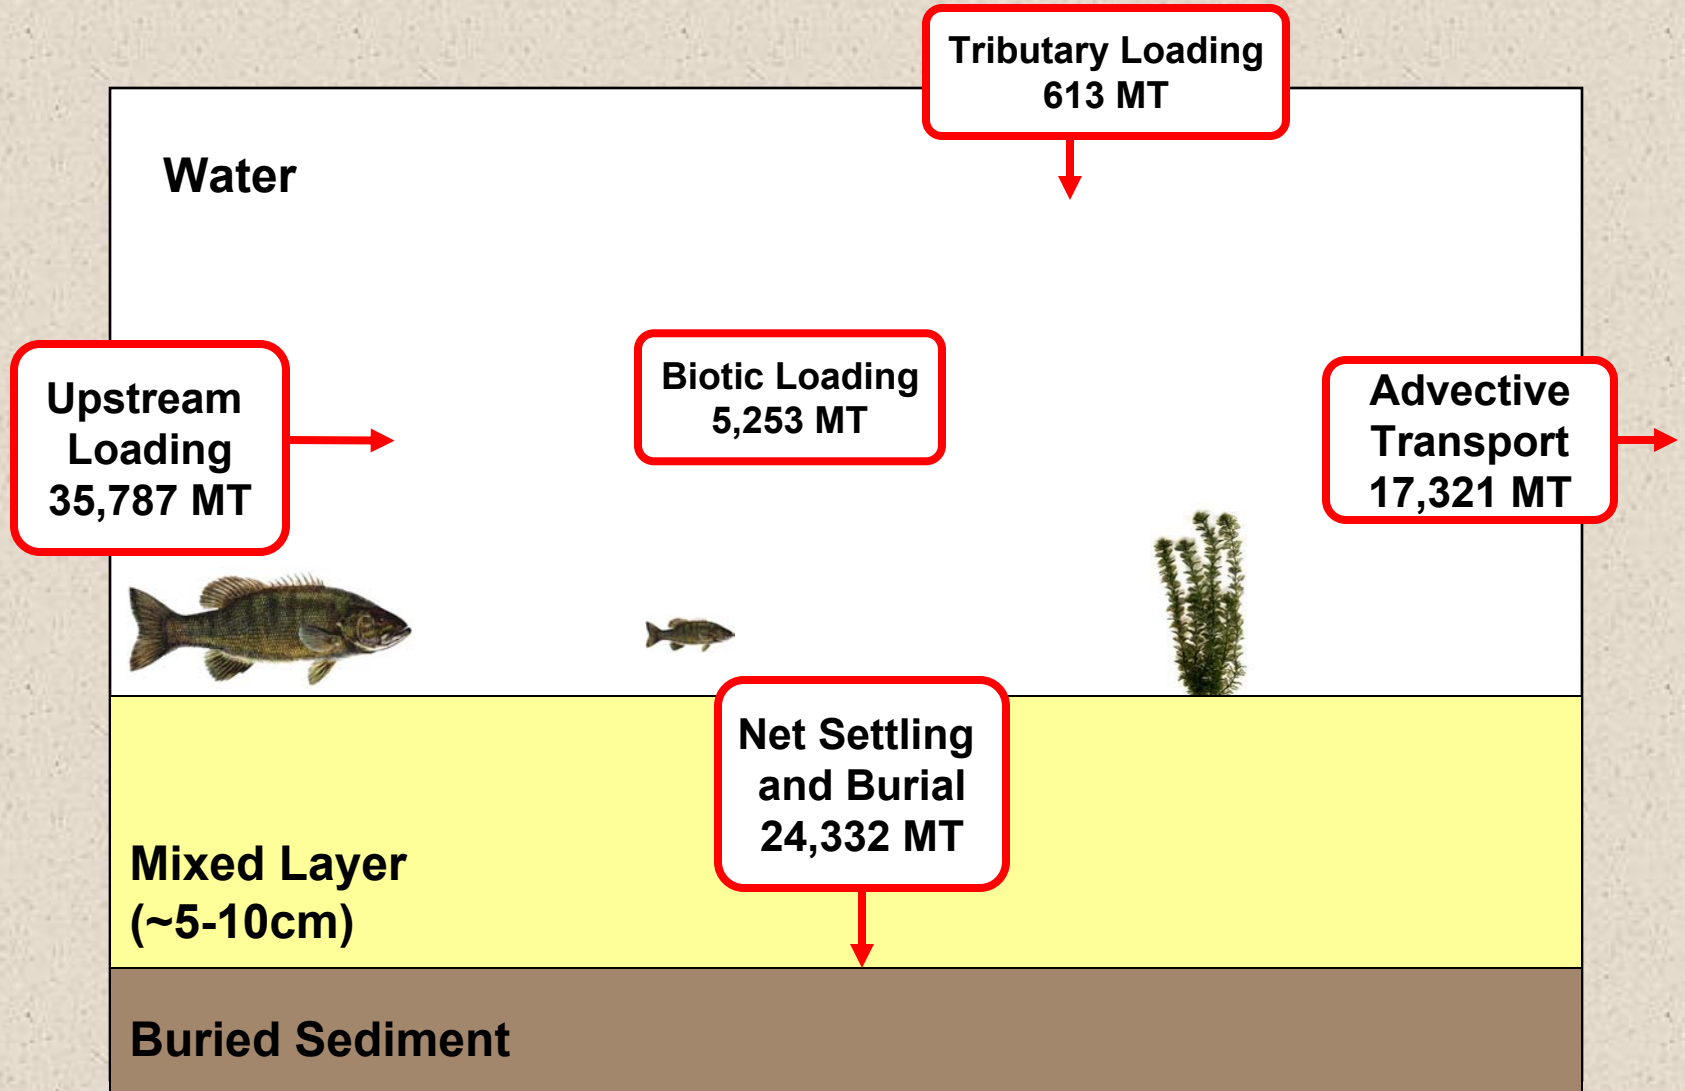 Tributary Loading
613 MT
Water
Upstream
Loading
35,787 MT
Biotic Loading
5,253 MT
Advective
Transport
17,321 MT
Net Settling
and Burial
24,332 MT
Mixed Layer
(~5-10cm)
Buried Sediment